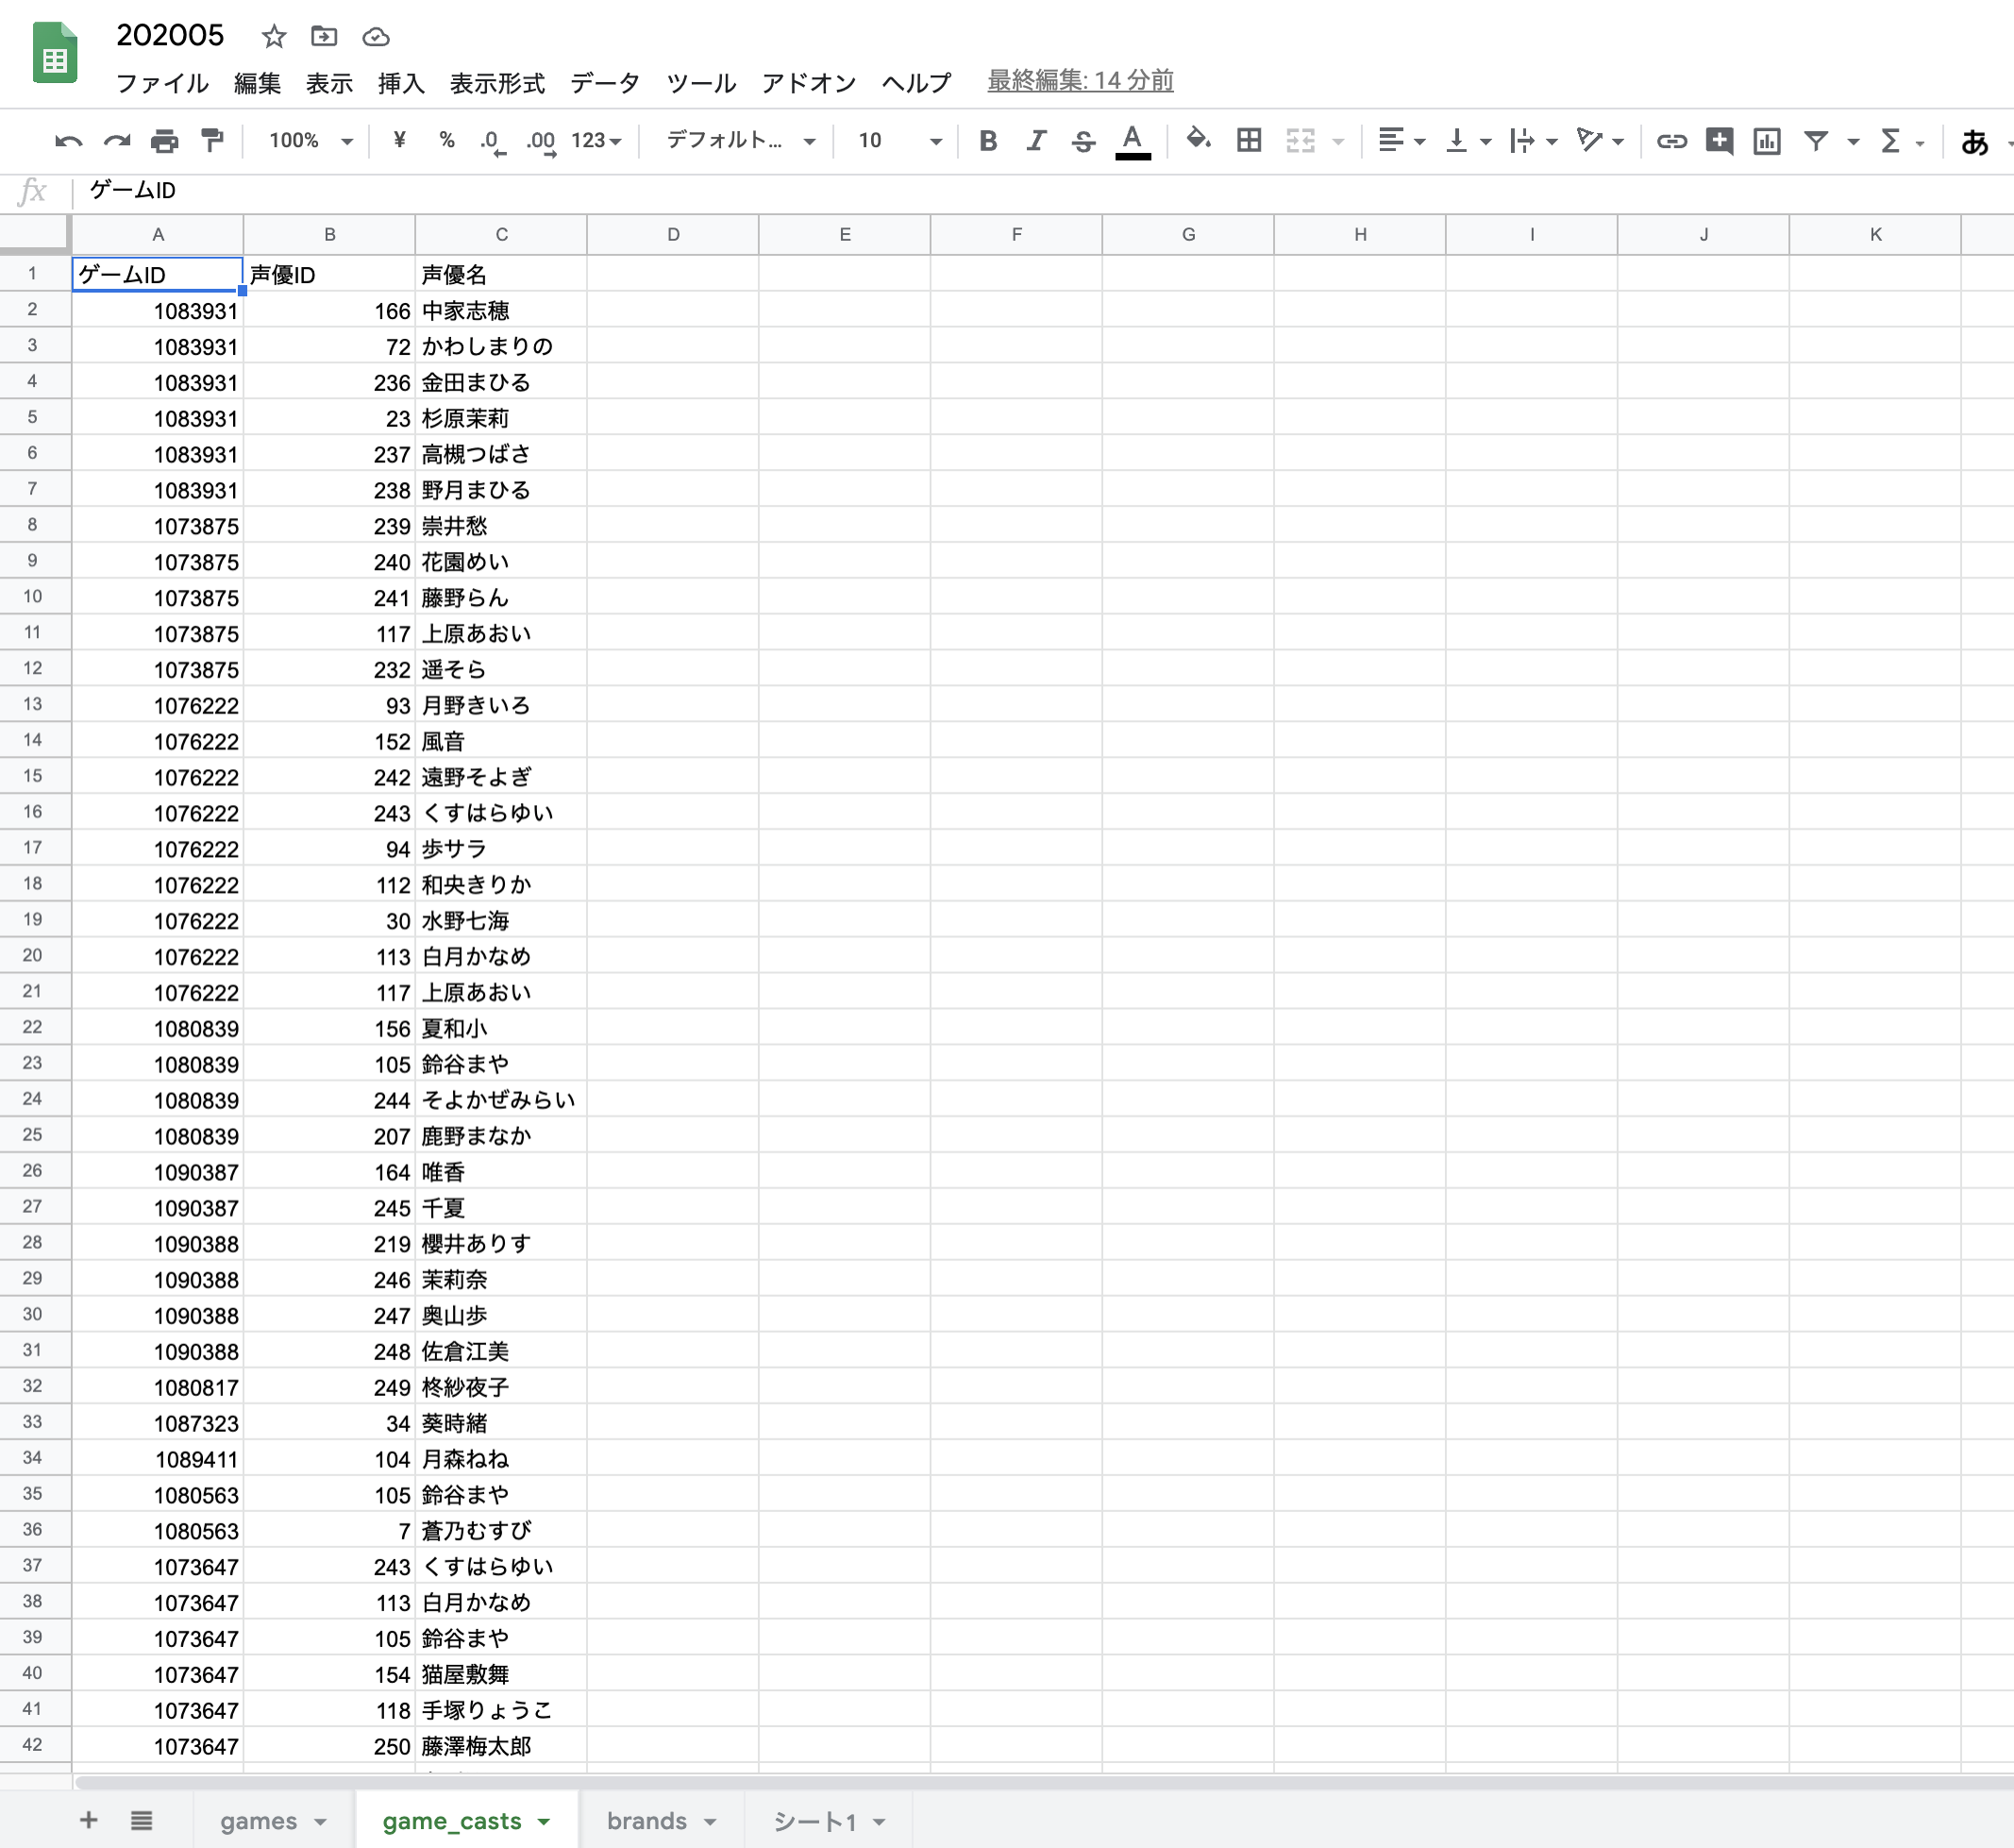 202005
ファイル 編集 表示 挿入 表示形式 データ ツール アドオン ヘルプ 最終編集: 14 分前
100% ¥ % .0 .00 123 デフォルト... 10 B I S A あ
fx ゲームID
A B C D E F G H I J K
1 ゲームID 声優ID 声優名
2 1083931 166 中家志穂
3 1083931 72 かわしまりの
4 1083931 236 金田まひる
5 1083931 23 杉原茉莉
6 1083931 237 高槻つばさ
7 1083931 238 野月まひる
8 1073875 239 崇井愁
9 1073875 240 花園めい
10 1073875 241 藤野らん
11 1073875 117 上原あおい
12 1073875 232 遥そら
13 1076222 93 月野きいろ
14 1076222 152 風音
15 1076222 242 遠野そよぎ
16 1076222 243 くすはらゆい
17 1076222 94 歩サラ
18 1076222 112 和央きりか
19 1076222 30 水野七海
20 1076222 113 白月かなめ
21 1076222 117 上原あおい
22 1080839 156 夏和小
23 1080839 105 鈴谷まや
24 1080839 244 そよかぜみらい
25 1080839 207 鹿野まなか
26 1090387 164 唯香
27 1090387 245 千夏
28 1090388 219 櫻井ありす
29 1090388 246 茉莉奈
30 1090388 247 奥山歩
31 1090388 248 佐倉江美
32 1080817 249 柊紗夜子
33 1087323 34 葵時緒
34 1089411 104 月森ねね
35 1080563 105 鈴谷まや
36 1080563 7 蒼乃むすび
37 1073647 243 くすはらゆい
38 1073647 113 白月かなめ
39 1073647 105 鈴谷まや
40 1073647 154 猫屋敷舞
41 1073647 118 手塚りょうこ
42 1073647 250 藤澤梅太郎
+ games game_casts brands シート1